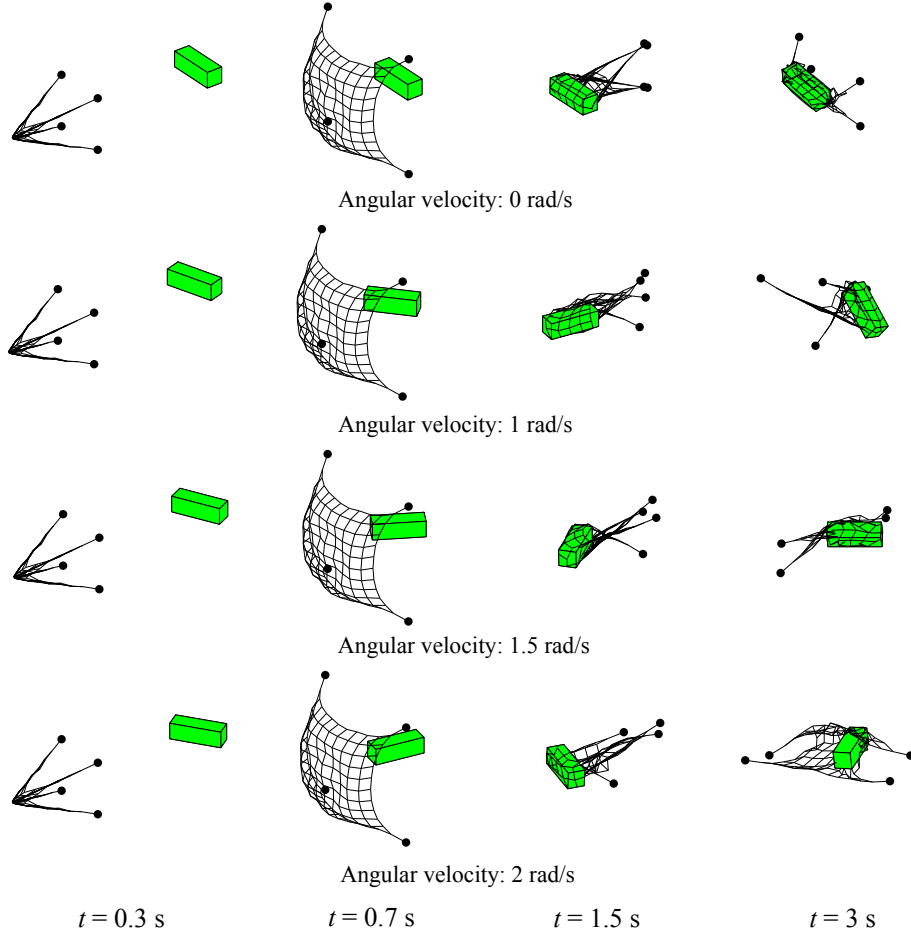 Angular velocity: 0 rad/s
Angular velocity: 1 rad/s
Angular velocity: 1.5 rad/s
Angular velocity: 2 rad/s
t = 0.3 s t = 0.7 s t = 1.5 s t = 3 s